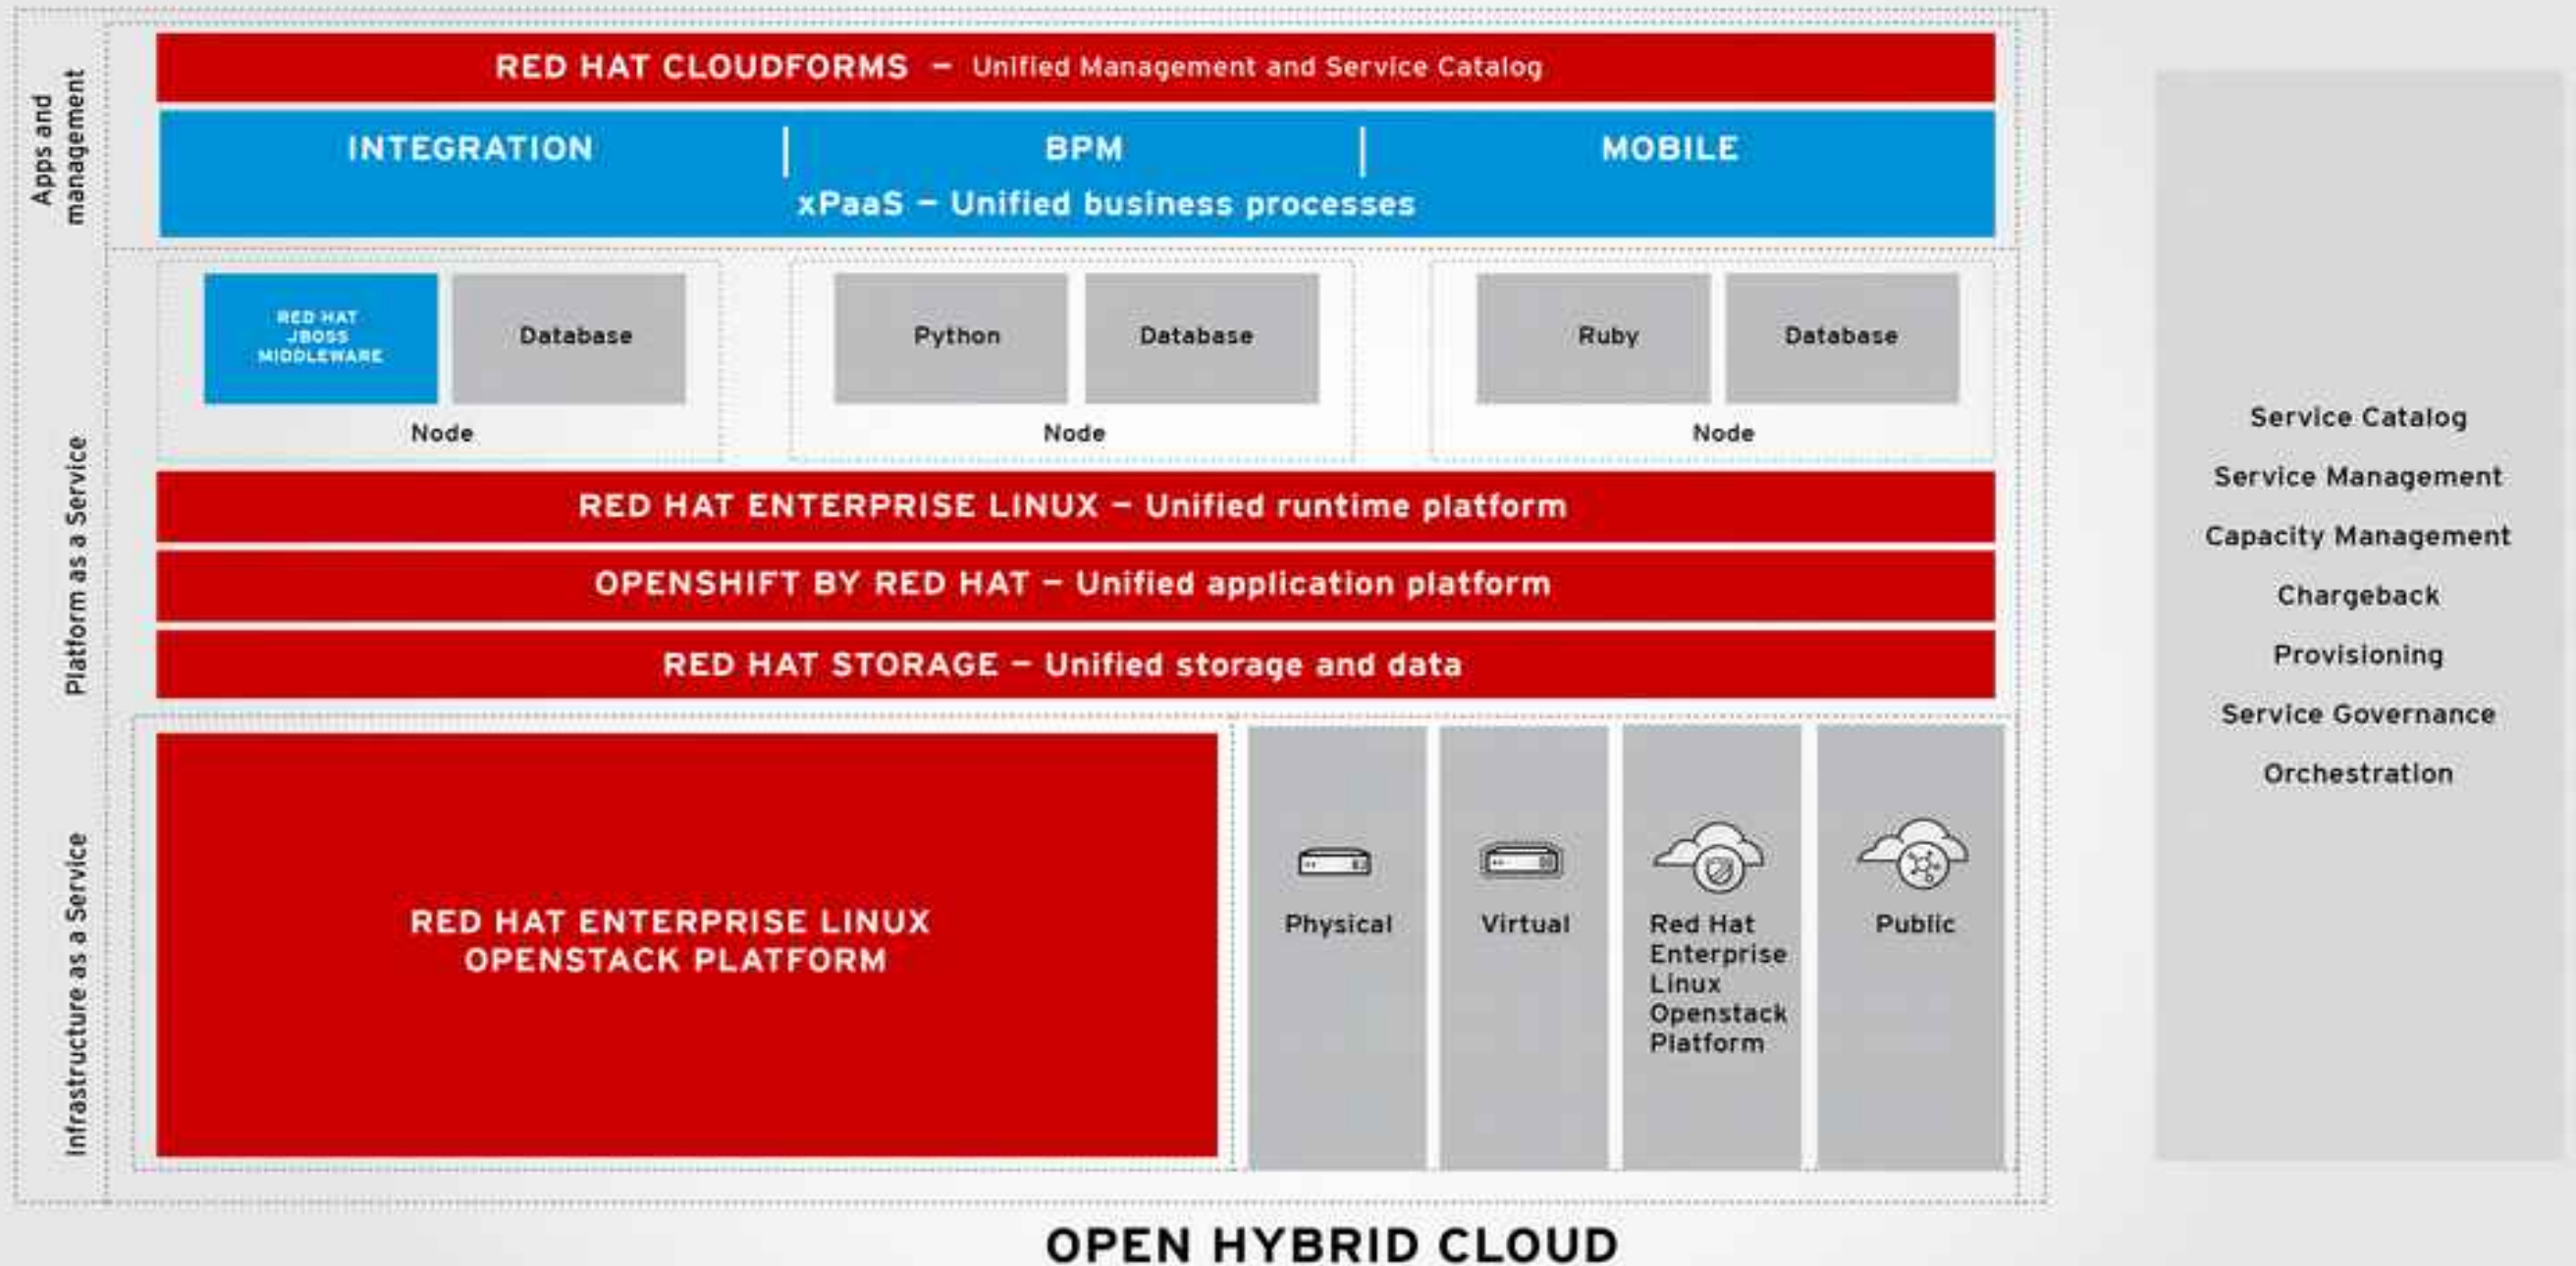 Apps and
management
RED HAT CLOUDFORMS – Unified Management and Service Catalog
INTEGRATION | BPM | MOBILE
xPaaS – Unified business processes
Platform as a Service
RED HAT
JBOSS
MIDDLEWARE
Database
Node
Python
Database
Node
Ruby
Database
Node
RED HAT ENTERPRISE LINUX – Unified runtime platform
OPENSHIFT BY RED HAT – Unified application platform
RED HAT STORAGE – Unified storage and data
Infrastructure as a Service
RED HAT ENTERPRISE LINUX
OPENSTACK PLATFORM
Physical
Virtual
Red Hat
Enterprise
Linux
Openstack
Platform
Public
Service Catalog
Service Management
Capacity Management
Chargeback
Provisioning
Service Governance
Orchestration
OPEN HYBRID CLOUD